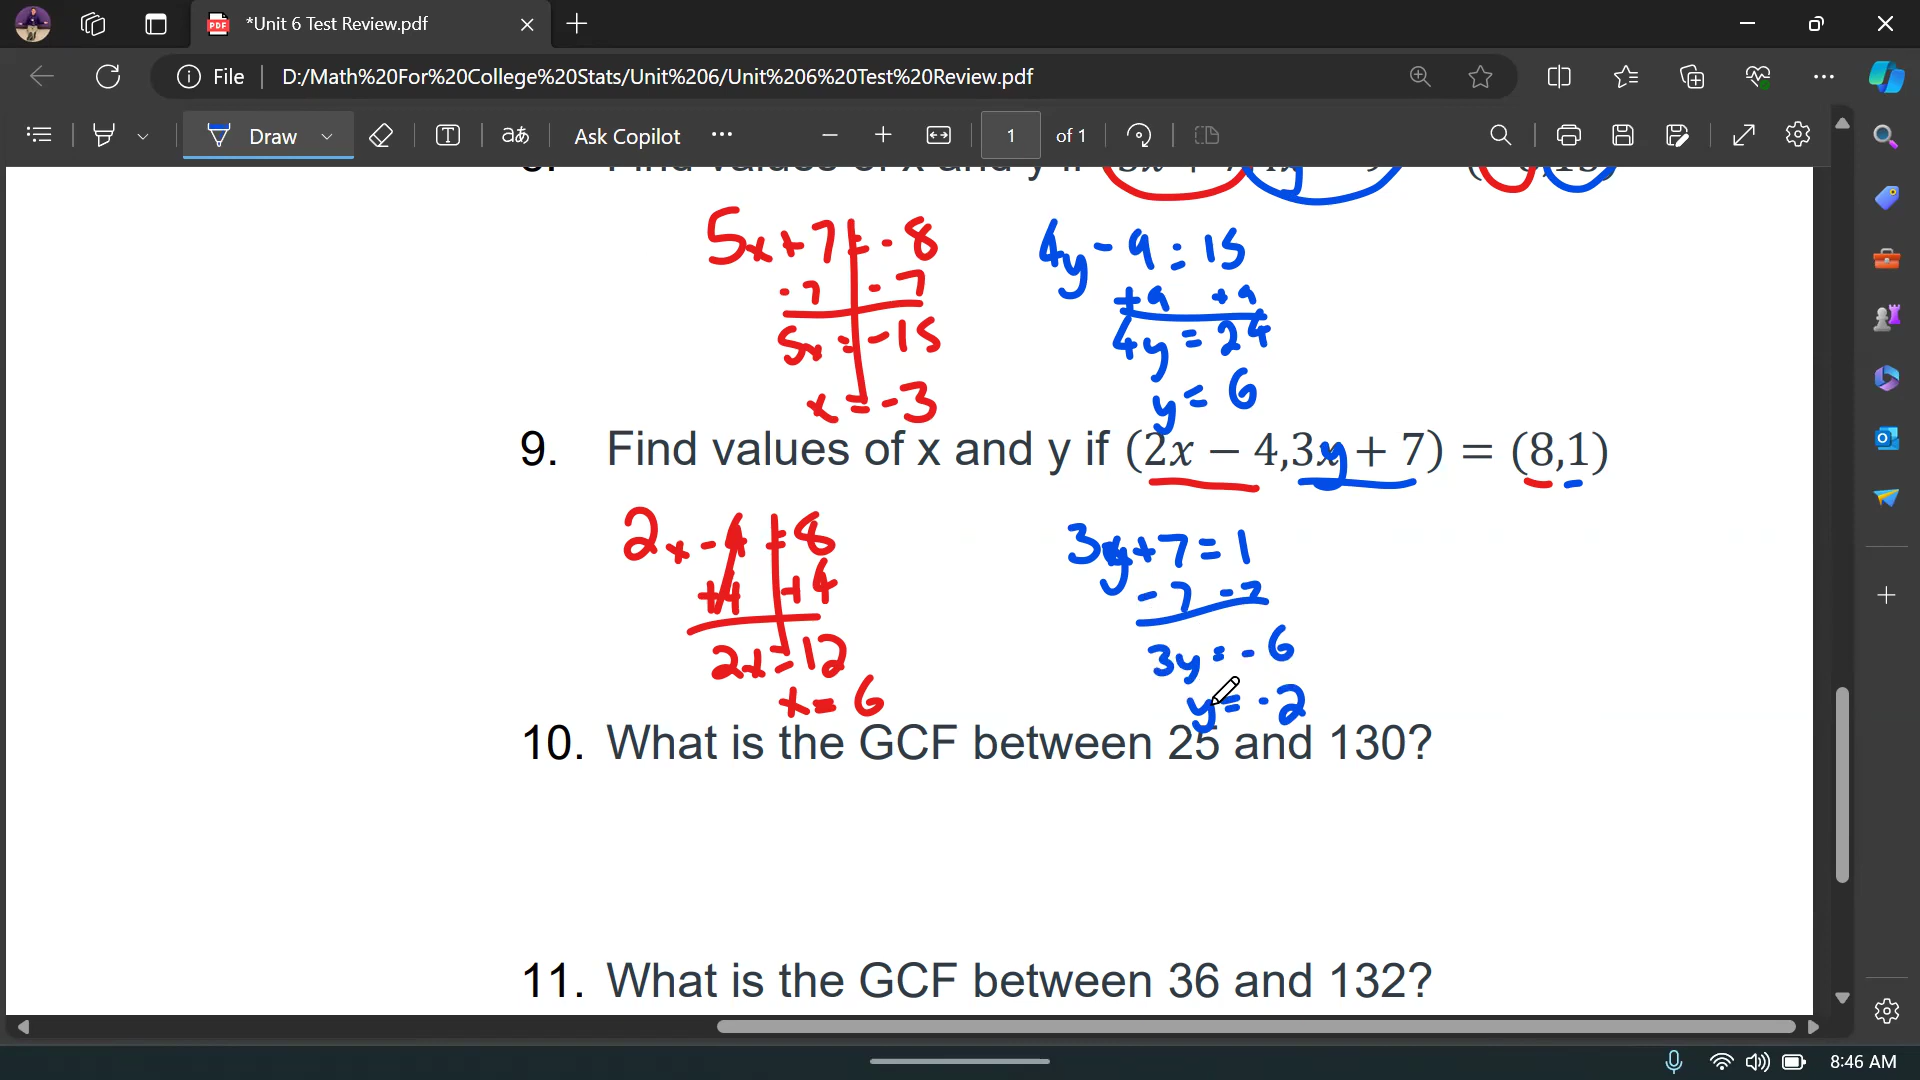 *Unit 6 Test Review.pdf
File D:/Math%20For%20College%20Stats/Unit%206/Unit%206%20Test%20Review.pdf
Draw aあ Ask Copilot 1 of 1
5x+7=-8
-7 -7
5x=-15
x=-3
4y-9=15
+9 +9
4y=24
y=6
9. Find values of x and y if (2x − 4,3y + 7) = (8,1)
2x-4=8
+4 +4
2x=12
x=6
3y+7=1
-7 -7
3y=-6
y=-2
10. What is the GCF between 25 and 130?
11. What is the GCF between 36 and 132?
8:46 AM